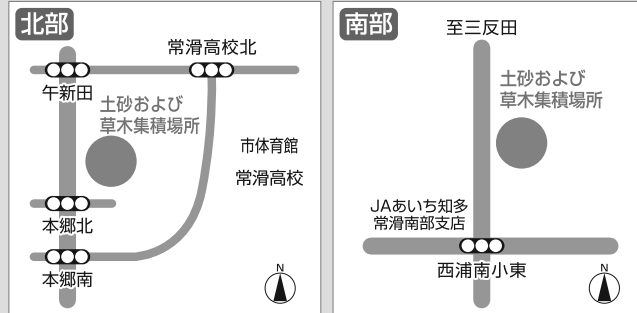 北部
常滑高校北
午新田
土砂および
草木集積場所
市体育館
常滑高校
本郷北
本郷南
N
南部
至三反田
土砂および
草木集積場所
JAあいち知多
常滑南部支店
西浦南小東
N